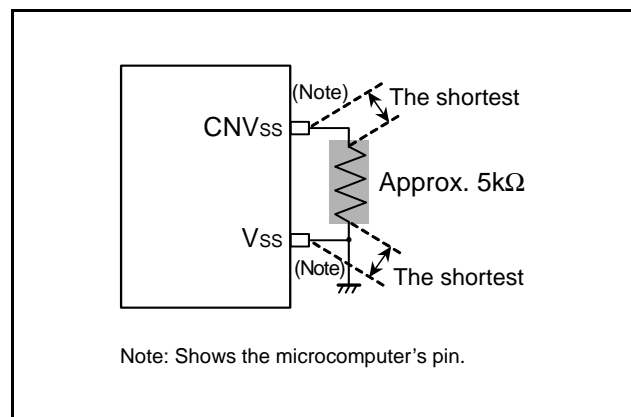 (Note)
The shortest
CNVss
Approx. 5kΩ
Vss
(Note)
The shortest
Note: Shows the microcomputer's pin.